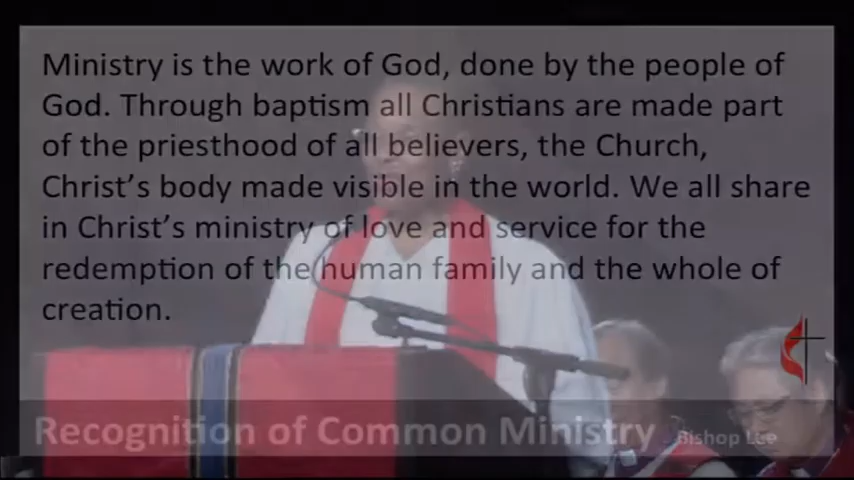 Ministry is the work of God, done by the people of
God. Through baptism all Christians are made part
of the priesthood of all believers, the Church,
Christ’s body made visible in the world. We all share
in Christ’s ministry of love and service for the
redemption of the human family and the whole of
creation.
Recognition of Common Ministry
Bishop Lee